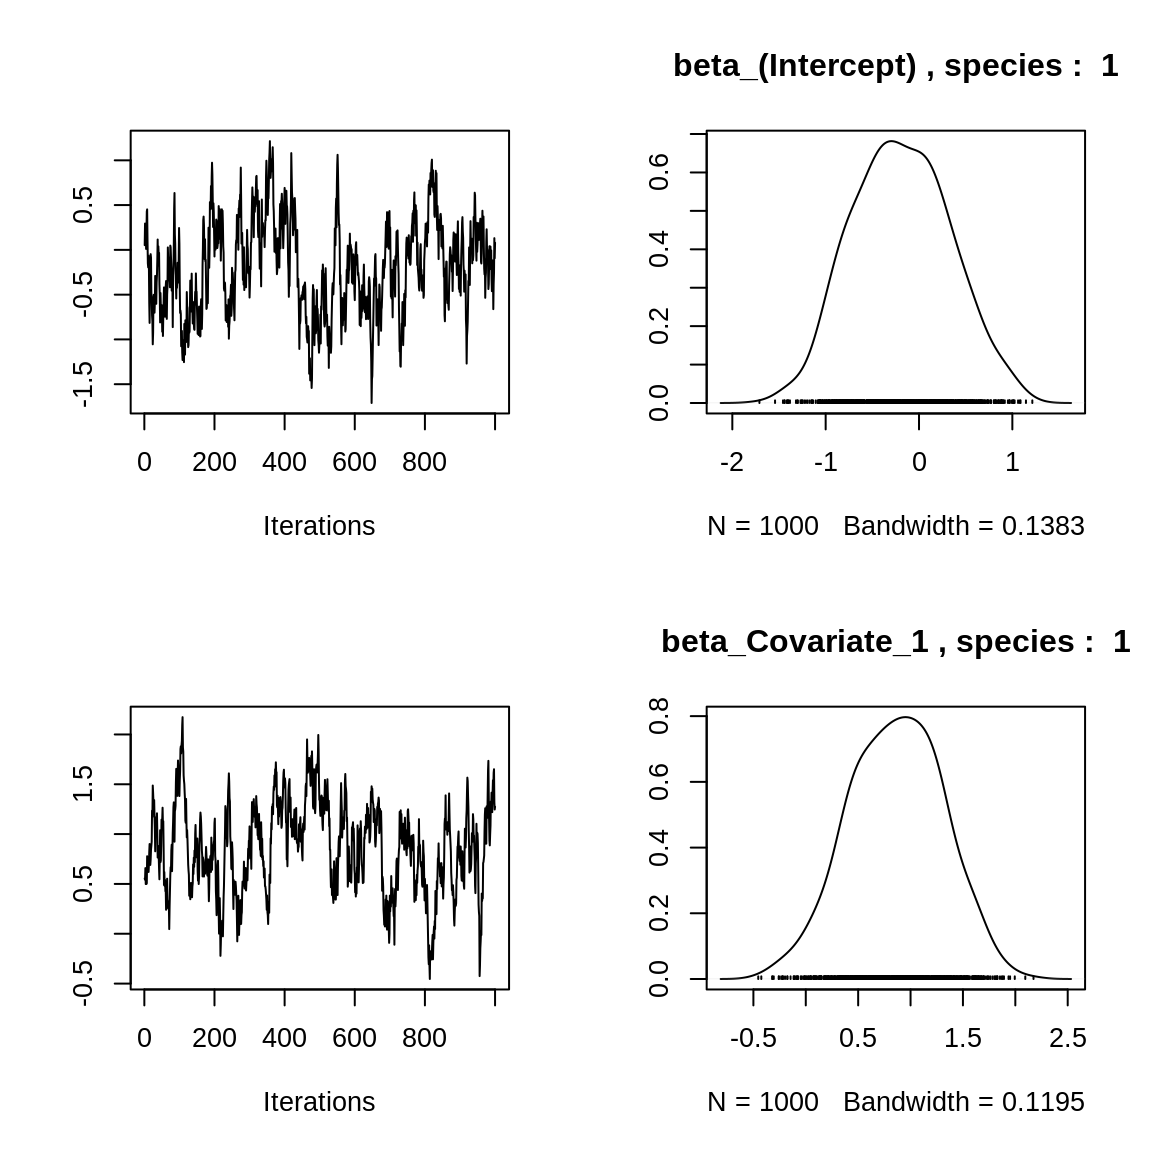 beta_(Intercept) , species :  1
0.5
-0.5
-1.5
0 200 400 600 800
Iterations
0.6
0.4
0.2
0.0
-2 -1 0 1
N = 1000   Bandwidth = 0.1383
beta_Covariate_1 , species :  1
1.5
0.5
-0.5
0 200 400 600 800
Iterations
0.8
0.6
0.4
0.2
0.0
-0.5 0.5 1.5 2.5
N = 1000   Bandwidth = 0.1195